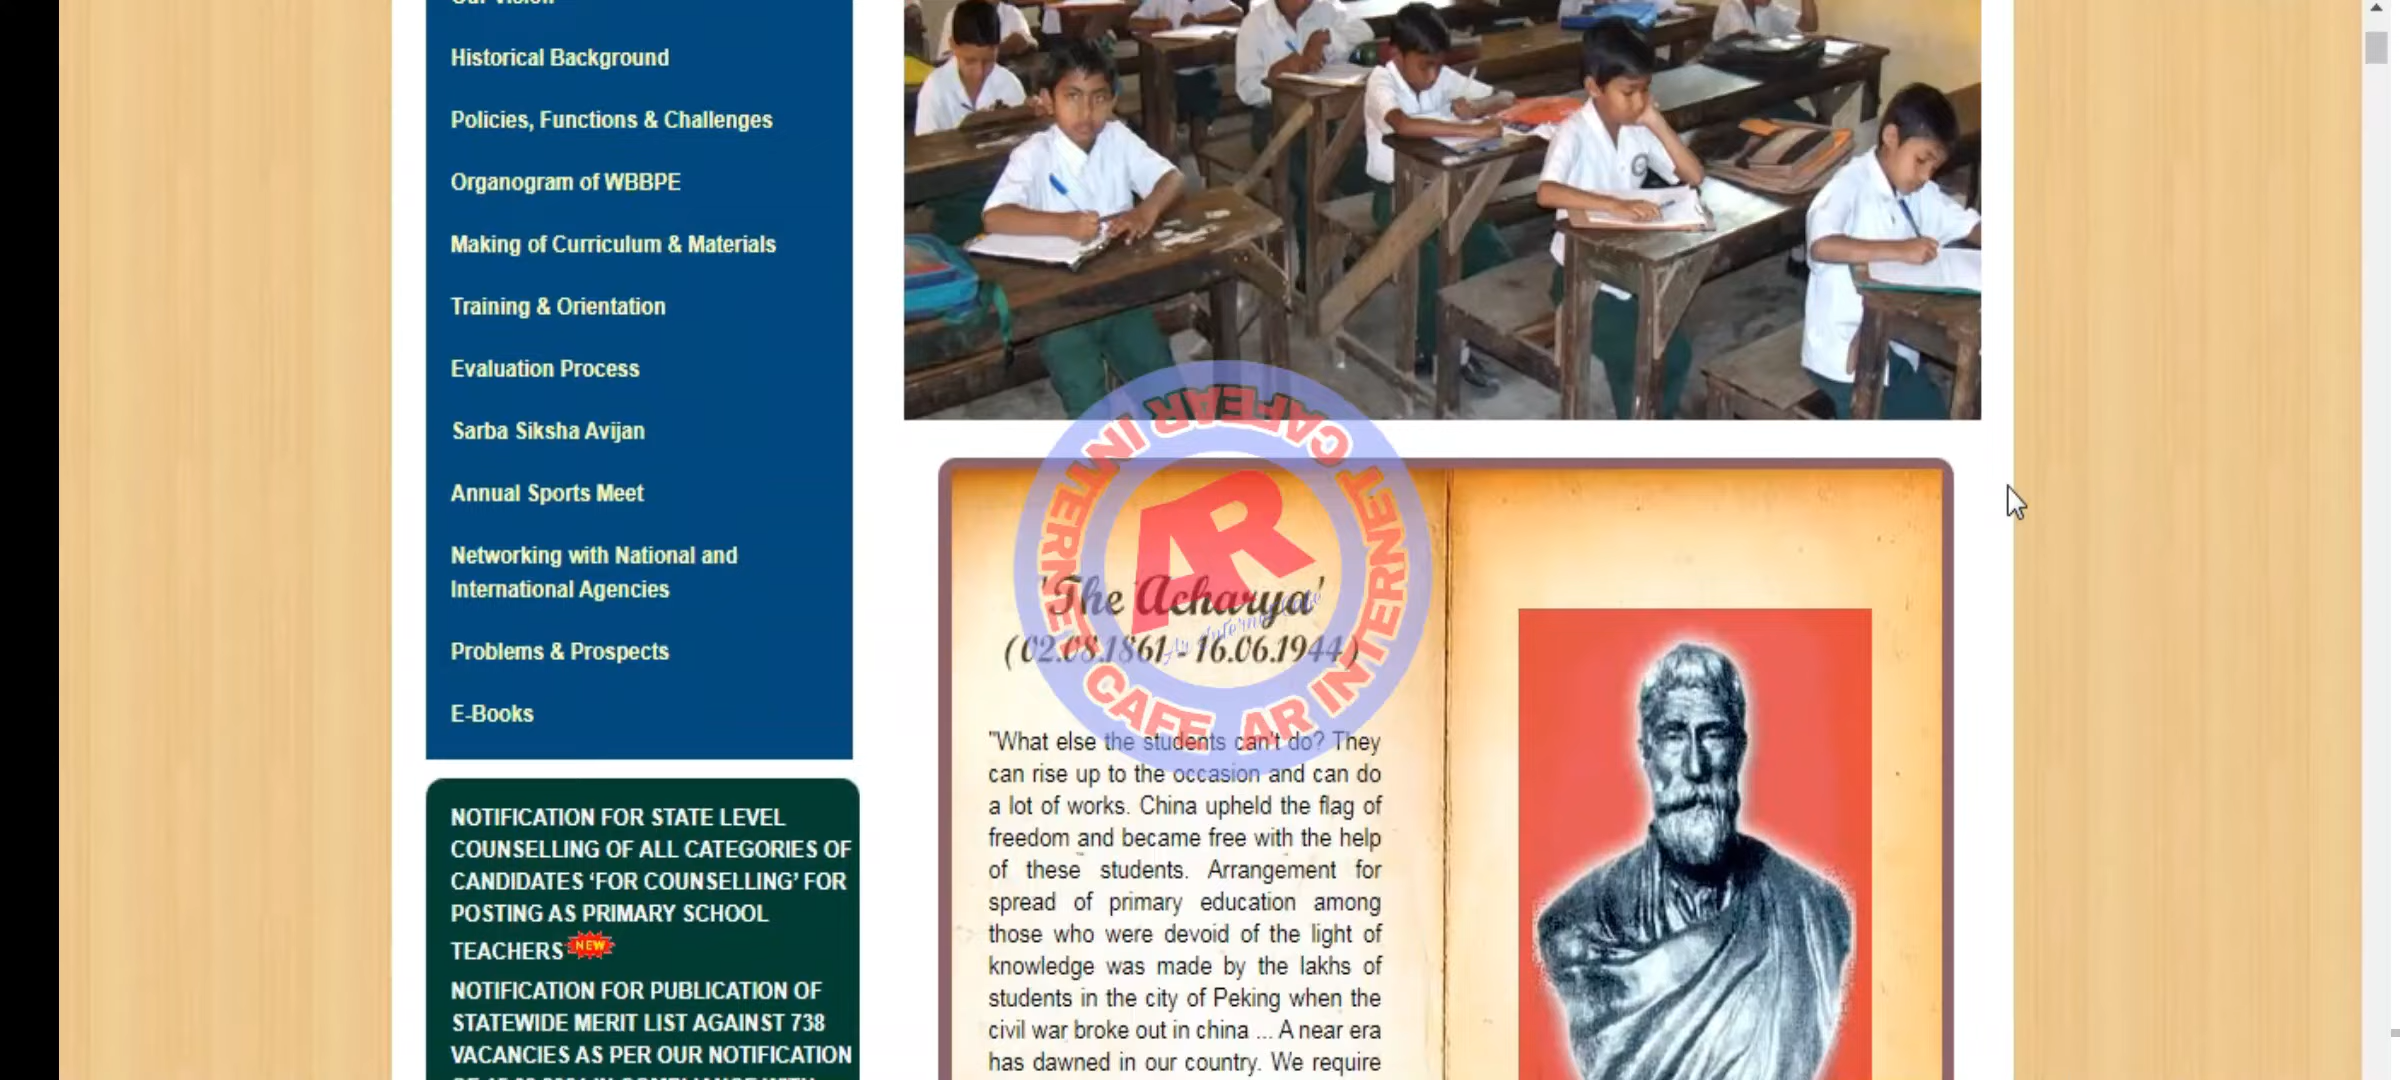 Our Vision
Historical Background
Policies, Functions & Challenges
Organogram of WBBPE
Making of Curriculum & Materials
Training & Orientation
Evaluation Process
Sarba Siksha Avijan
Annual Sports Meet
Networking with National and
International Agencies
Problems & Prospects
E-Books
NOTIFICATION FOR STATE LEVEL
COUNSELLING OF ALL CATEGORIES OF
CANDIDATES ‘FOR COUNSELLING’ FOR
POSTING AS PRIMARY SCHOOL
TEACHERS NEW
NOTIFICATION FOR PUBLICATION OF
STATEWIDE MERIT LIST AGAINST 738
VACANCIES AS PER OUR NOTIFICATION
AR INTERNET CAFE AR INTERNET CAFE
AR
Ar Internet Cafe
'The Acharya'
(02.08.1861 - 16.06.1944)
"What else the students can't do? They
can rise up to the occasion and can do
a lot of works. China upheld the flag of
freedom and became free with the help
of these students. Arrangement for
spread of primary education among
those who were devoid of the light of
knowledge was made by the lakhs of
students in the city of Peking when the
civil war broke out in china ... A near era
has dawned in our country. We require